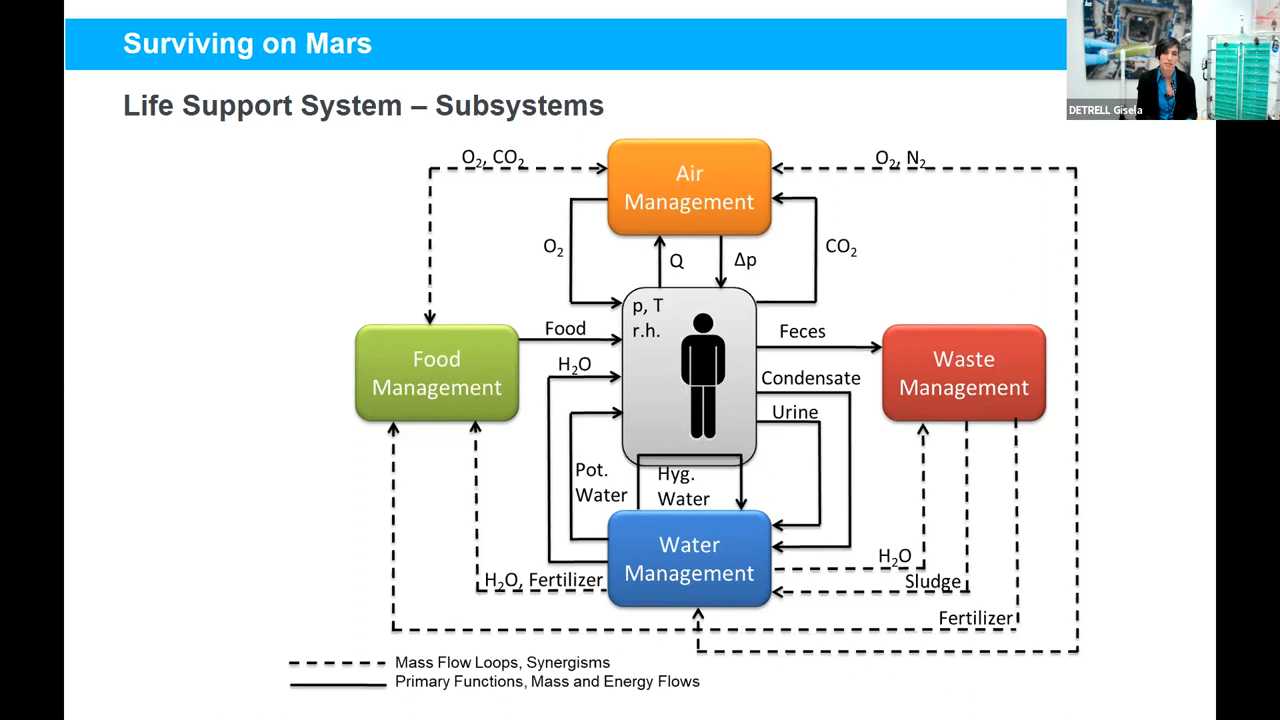 Surviving on Mars
DETRELL Gisela
Life Support System – Subsystems
O₂, CO₂
Air
Management
O₂, N₂
O₂
Q
Δp
CO₂
p, T
r.h.
Food
Feces
Food
Management
H₂O
Condensate
Urine
Waste
Management
Pot.
Water
Hyg.
Water
Water
Management
H₂O, Fertilizer
H₂O
Sludge
Fertilizer
Mass Flow Loops, Synergisms
Primary Functions, Mass and Energy Flows